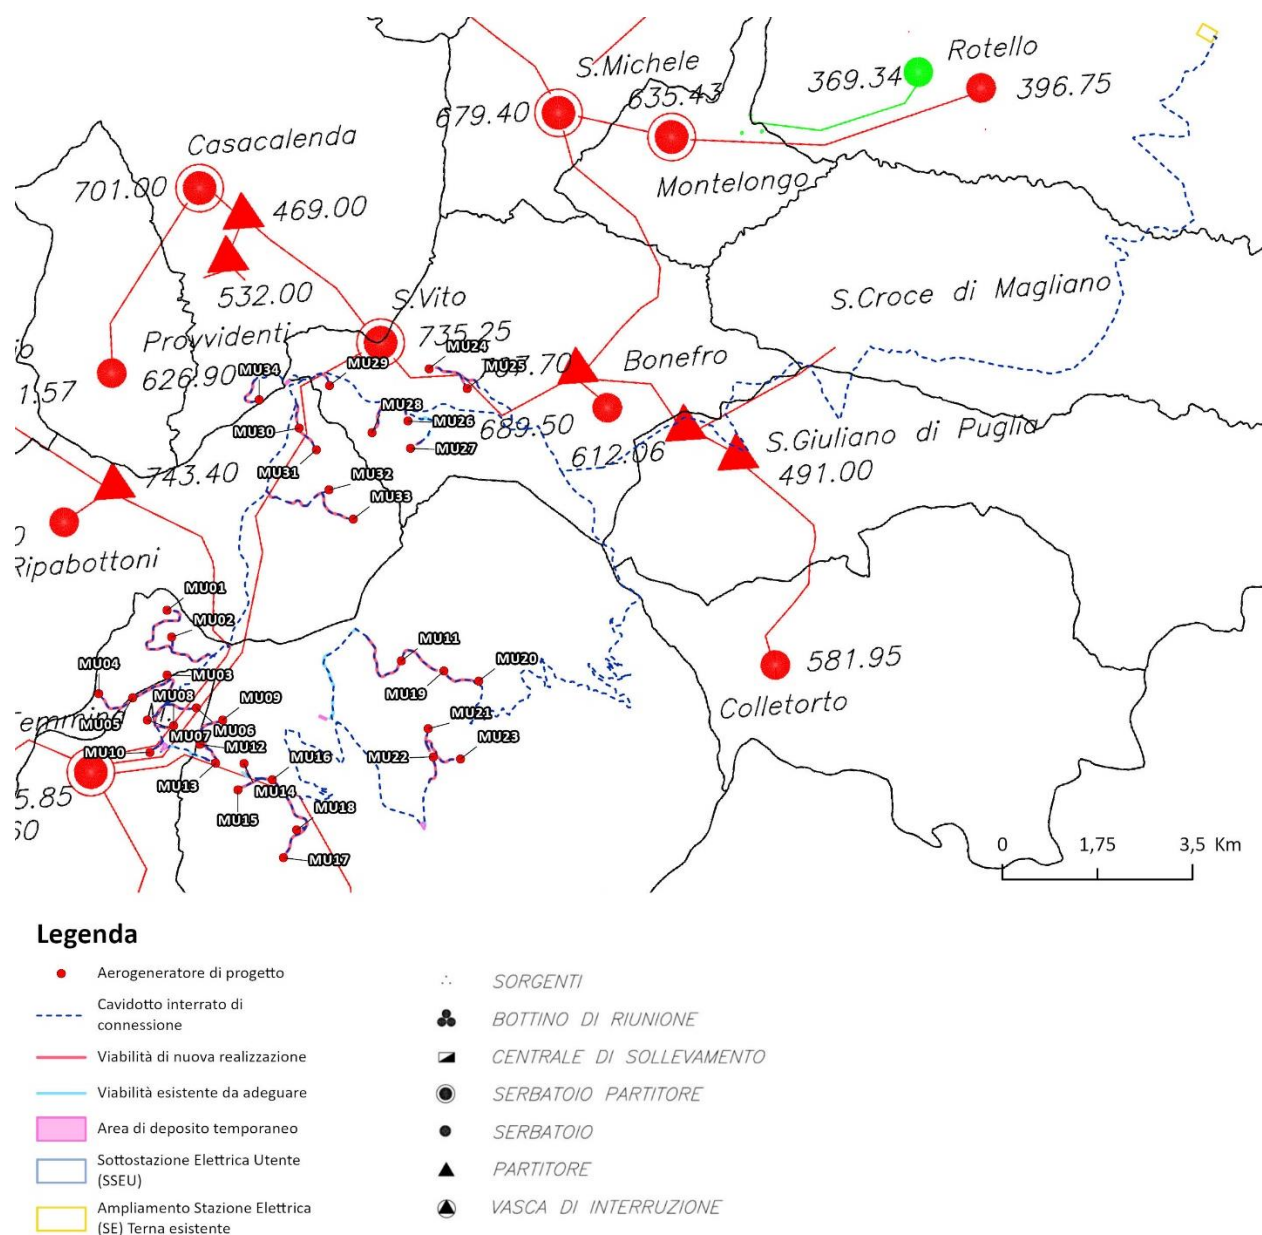 S.Michele
Rotello
369.34
635.43
396.75
679.40
Casacalenda
Montelongo
701.00
469.00
S.Croce di Magliano
532.00
S.Vito
Provvidenti
735.25
MU24
Bonefro
MU29
MU34
MU25
1.57
626.90
MU28
MU26
689.50
MU30
S.Giuliano di Puglia
MU27
612.06
743.40
MU31
491.00
MU32
MU33
Ripabottoni
MU01
MU02
MU11
581.95
MU04
MU03
MU20
MU19
MU08
MU09
Colletorto
MU21
MU05
MU06
MU07
MU12
MU10
MU22
MU23
MU16
MU13
MU14
5.85
MU18
MU15
60
0
1,75
3,5 Km
MU17
Legenda
Aerogeneratore di progetto
Cavidotto interrato di
connessione
Viabilità di nuova realizzazione
Viabilità esistente da adeguare
Area di deposito temporaneo
Sottostazione Elettrica Utente
(SSEU)
Ampliamento Stazione Elettrica
(SE) Terna esistente
SORGENTI
BOTTINO DI RIUNIONE
CENTRALE DI SOLLEVAMENTO
SERBATOIO PARTITORE
SERBATOIO
PARTITORE
VASCA DI INTERRUZIONE